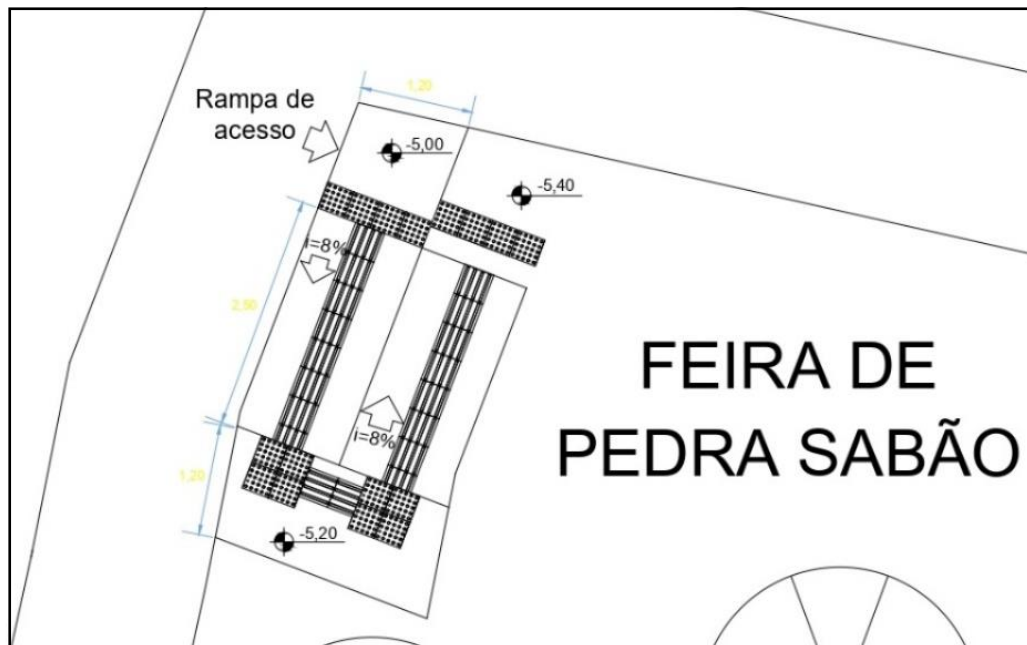 1,20
Rampa de
acesso
-5,00
-5,40
i=8%
2,50
FEIRA DE
PEDRA SABÃO
i=8%
1,20
-5,20